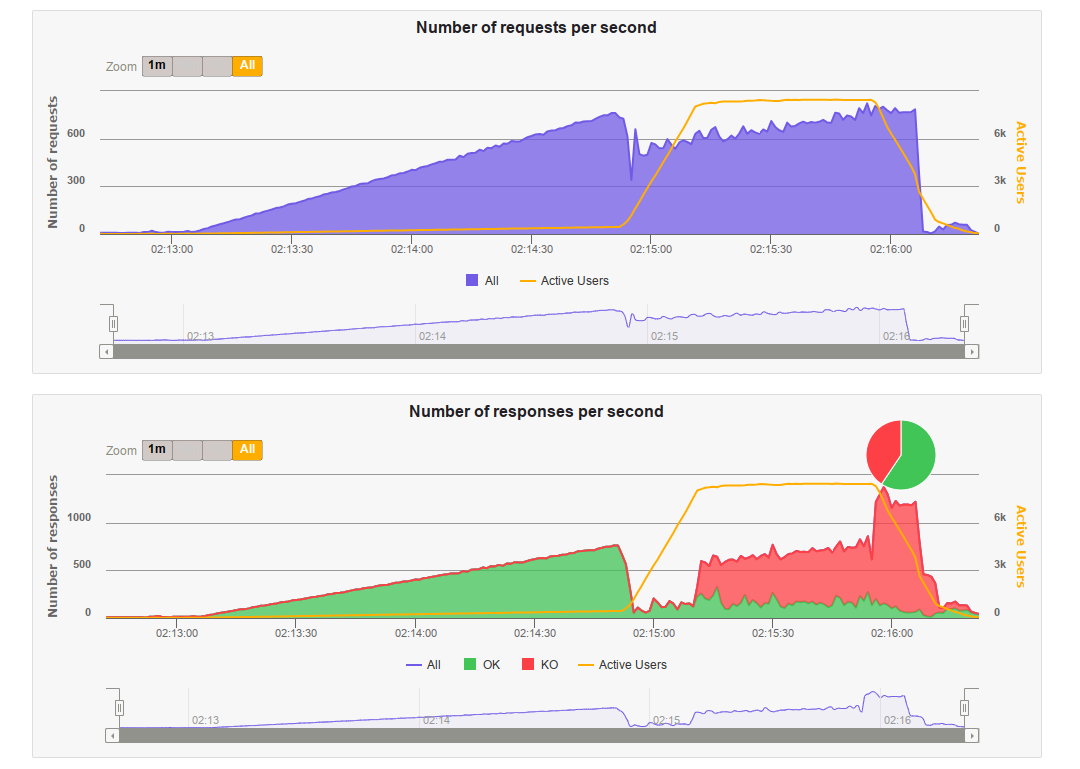 Number of requests per second
Zoom 1m All
Number of requests
600
300
0
6k
3k
0
Active Users
02:13:00 02:13:30 02:14:00 02:14:30 02:15:00 02:15:30 02:16:00
All Active Users
02:13 02:14 02:15 02:16
Number of responses per second
Zoom 1m All
Number of responses
1000
500
0
6k
3k
0
Active Users
02:13:00 02:13:30 02:14:00 02:14:30 02:15:00 02:15:30 02:16:00
All OK KO Active Users
02:13 02:14 02:15 02:16